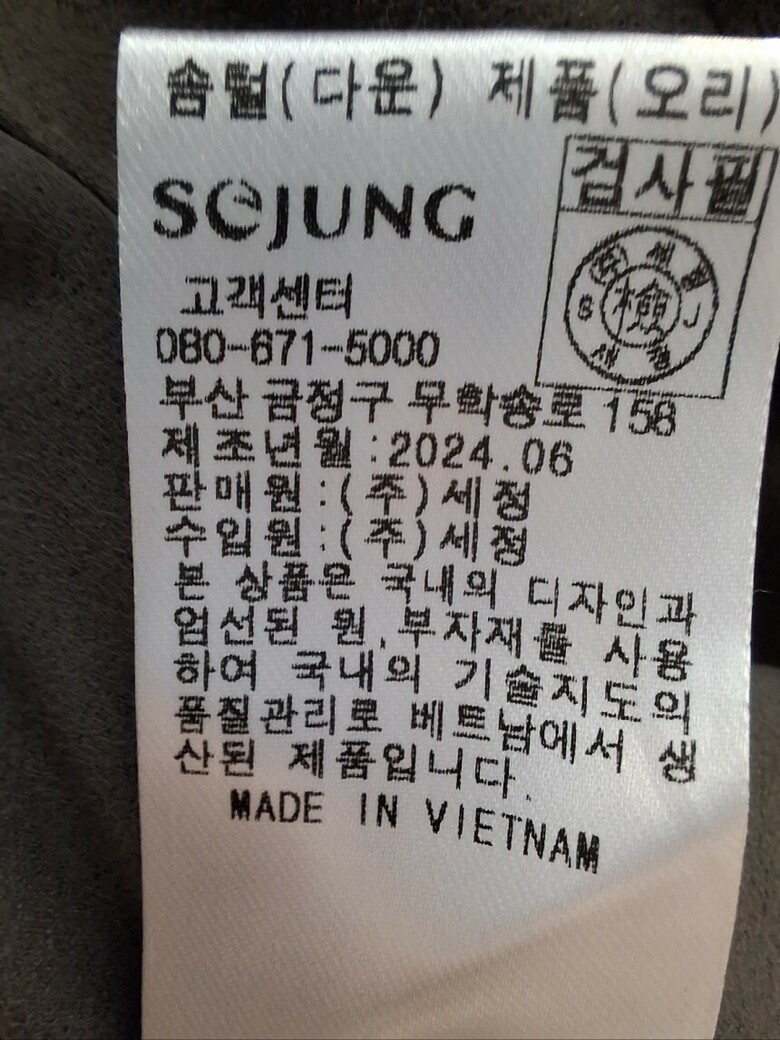 솜털(다운) 제품(오리)
검사필
SEJUNG
세정
S 檢 J
고객센터
080-671-5000
부산 금정구 무학송로 158
제조년월:2024.06
판매원:(주)세정
수입원:(주)세정
본 상품은 국내의 디자인과
엄선된 원,부자재를 사용
하여 국내의 기술지도의
품질관리로 베트남에서 생
산된 제품입니다.
MADE IN VIETNAM